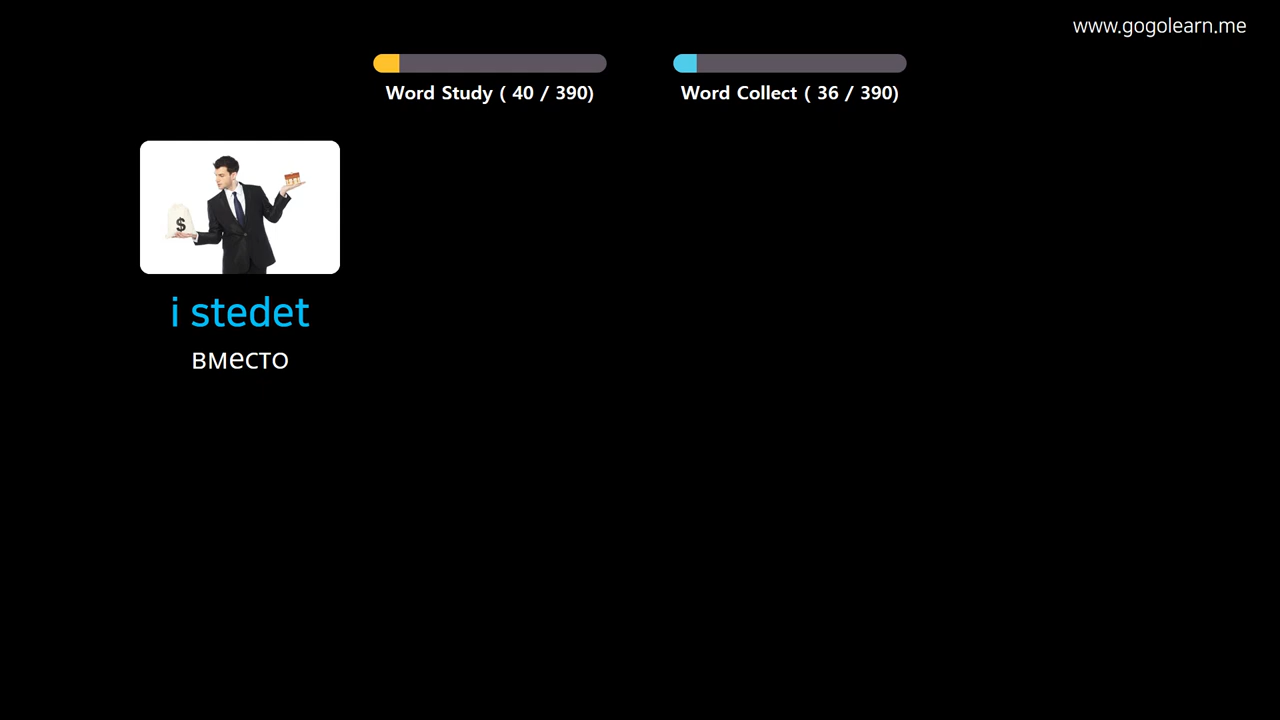 www.gogolearn.me
Word Study ( 40 / 390)
Word Collect ( 36 / 390)
$
i stedet
вместо